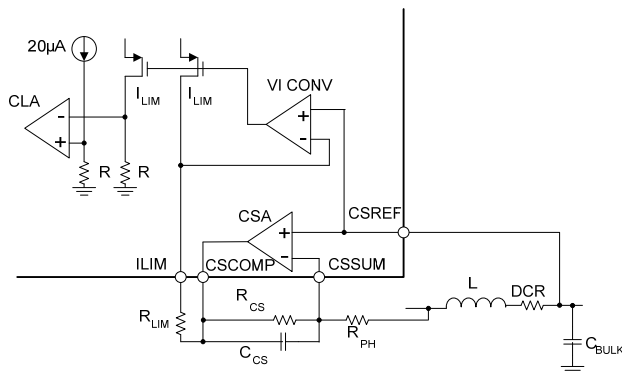 20µA
CLA
-
+
R
R
I LIM
I LIM
VI CONV
+
-
CSREF
CSA
+
-
ILIM
CSCOMP
CSSUM
R LIM
R CS
C CS
R PH
L
DCR
C BULK